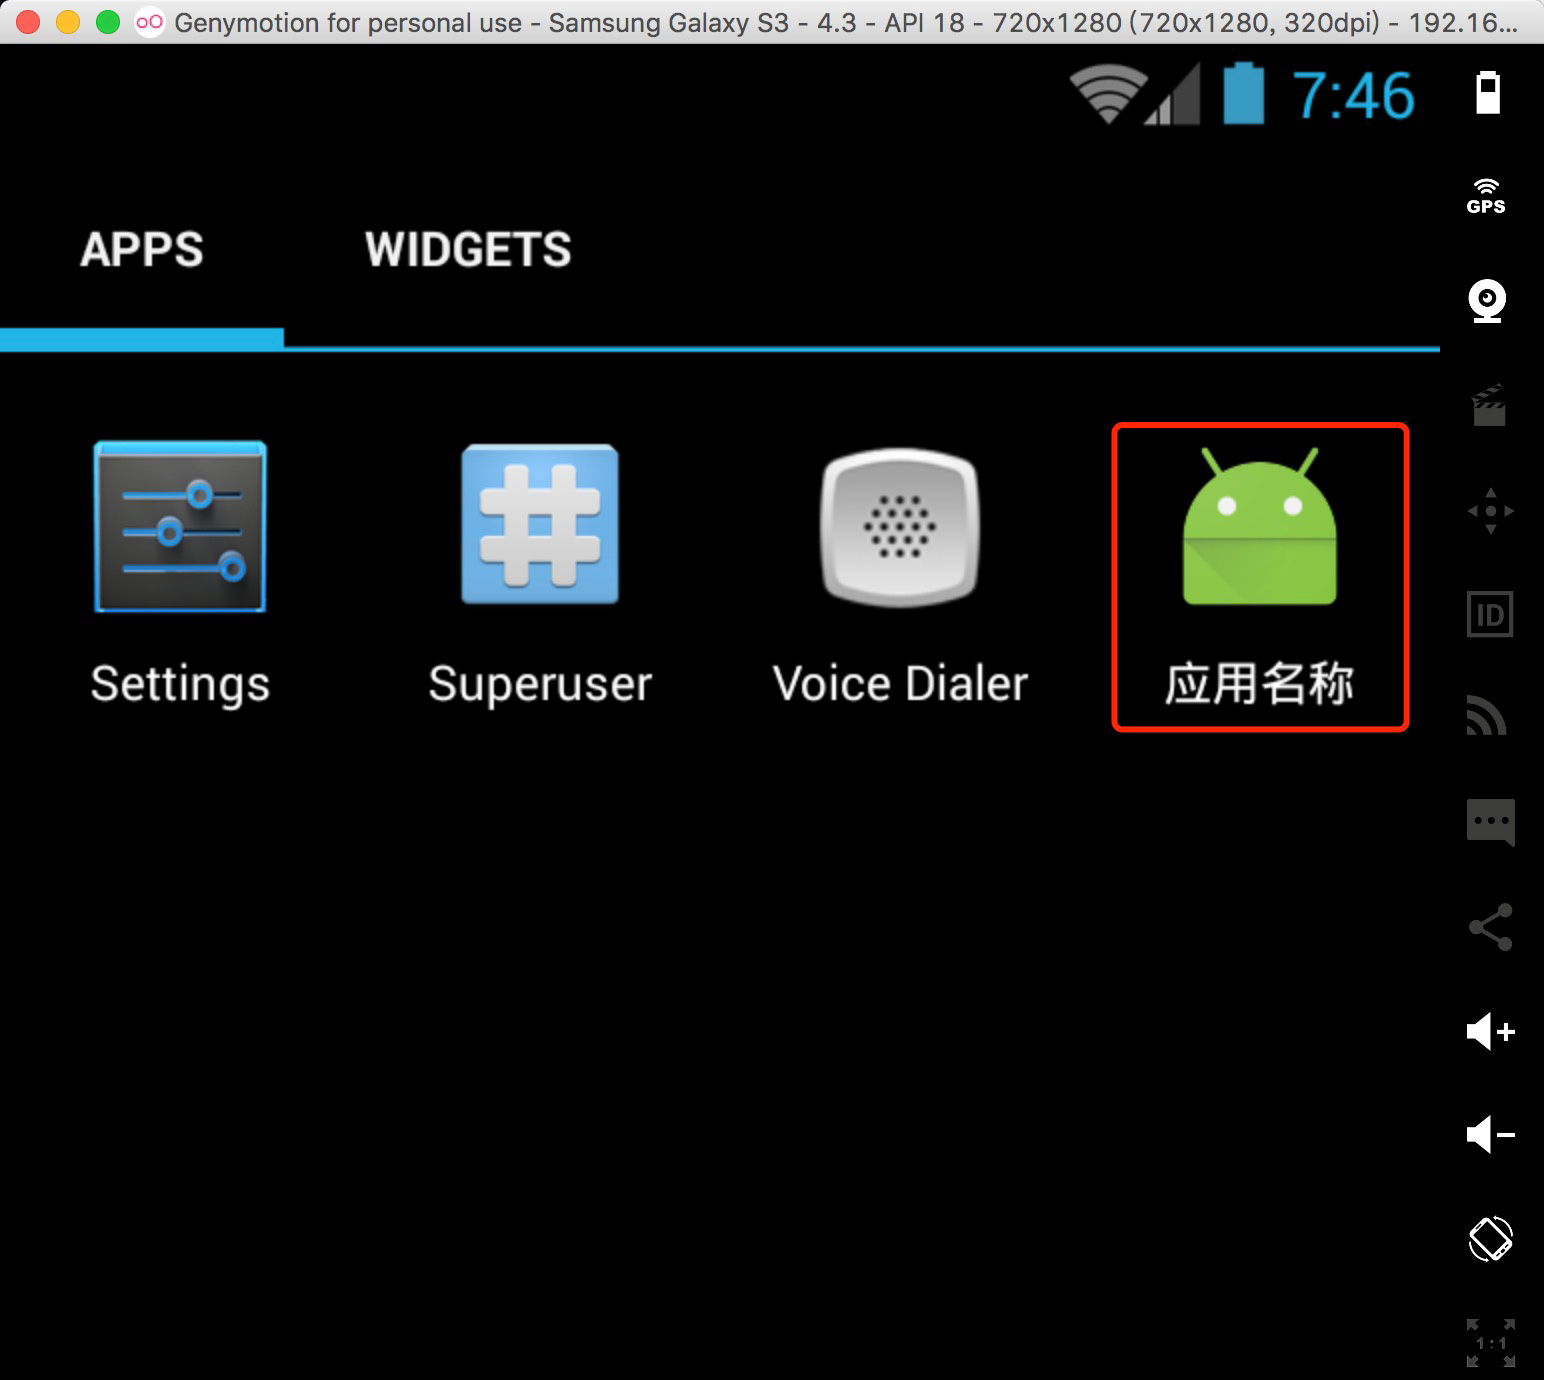 Genymotion for personal use - Samsung Galaxy S3 - 4.3 - API 18 - 720x1280 (720x1280, 320dpi) - 192.16...
7:46
GPS
APPS WIDGETS
Settings Superuser Voice Dialer 应用名称
ID
1:1